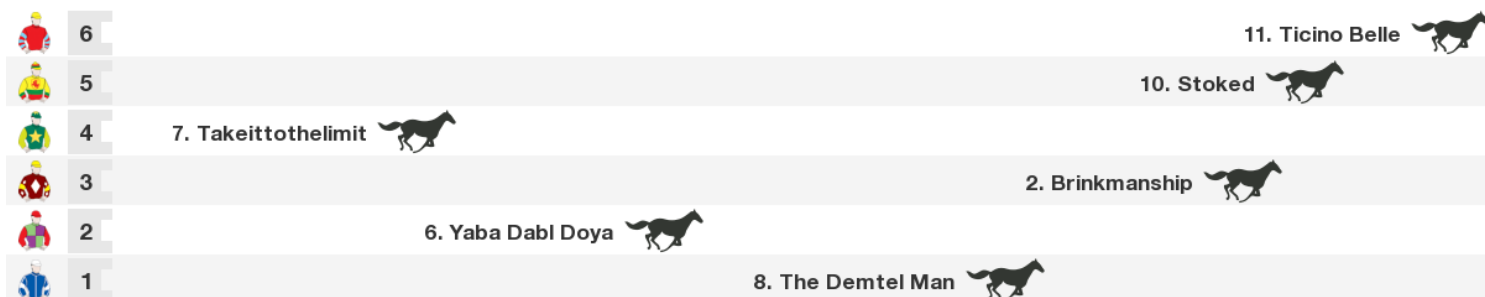 6 11. Ticino Belle
5 10. Stoked
4 7. Takeittothelimit
3 2. Brinkmanship
2 6. Yaba Dabl Doya
1 8. The Demtel Man